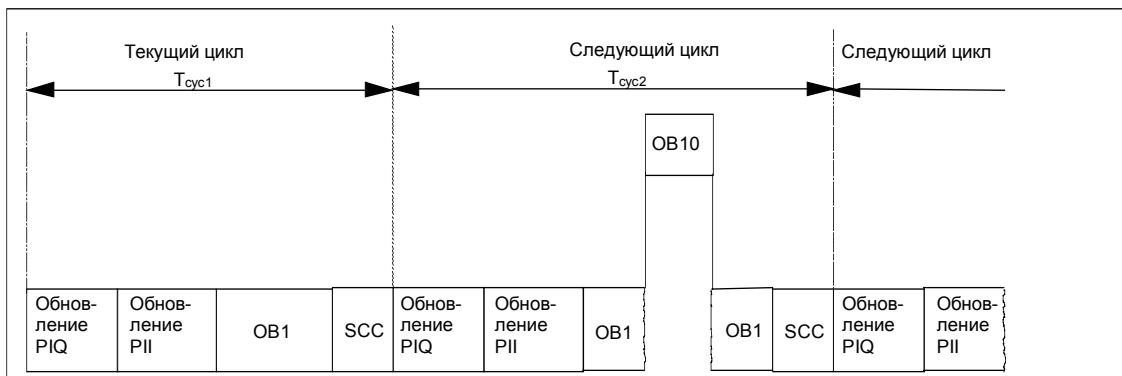 Текущий цикл
Tcyc1
Следующий цикл
Tcyc2
Следующий цикл
OB10
Обнов-
ление
PIQ
Обнов-
ление
PII
OB1
SCC
Обнов-
ление
PIQ
Обнов-
ление
PII
OB1
OB1
SCC
Обнов-
ление
PIQ
Обнов-
ление
PII